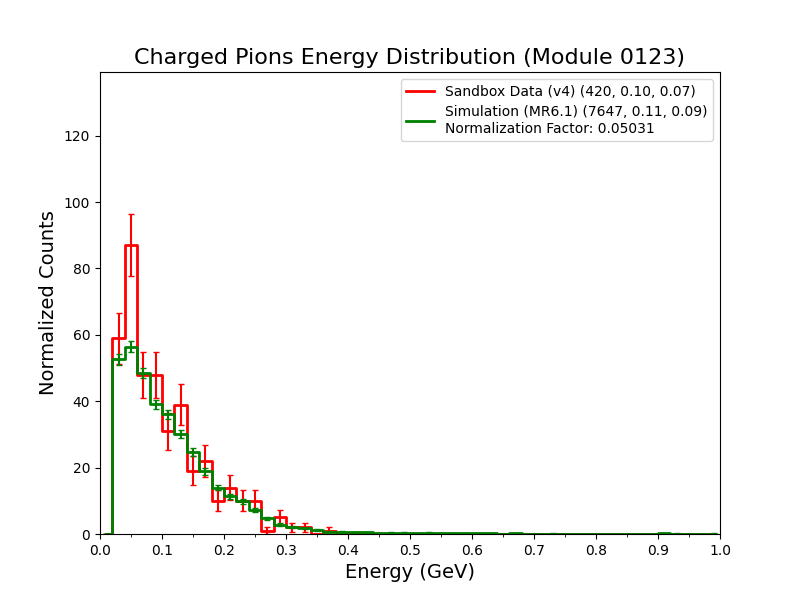 Charged Pions Energy Distribution (Module 0123)
Sandbox Data (v4) (420, 0.10, 0.07)
Simulation (MR6.1) (7647, 0.11, 0.09)
Normalization Factor: 0.05031
Normalized Counts
120
100
80
60
40
20
0
0.0 0.1 0.2 0.3 0.4 0.5 0.6 0.7 0.8 0.9 1.0
Energy (GeV)